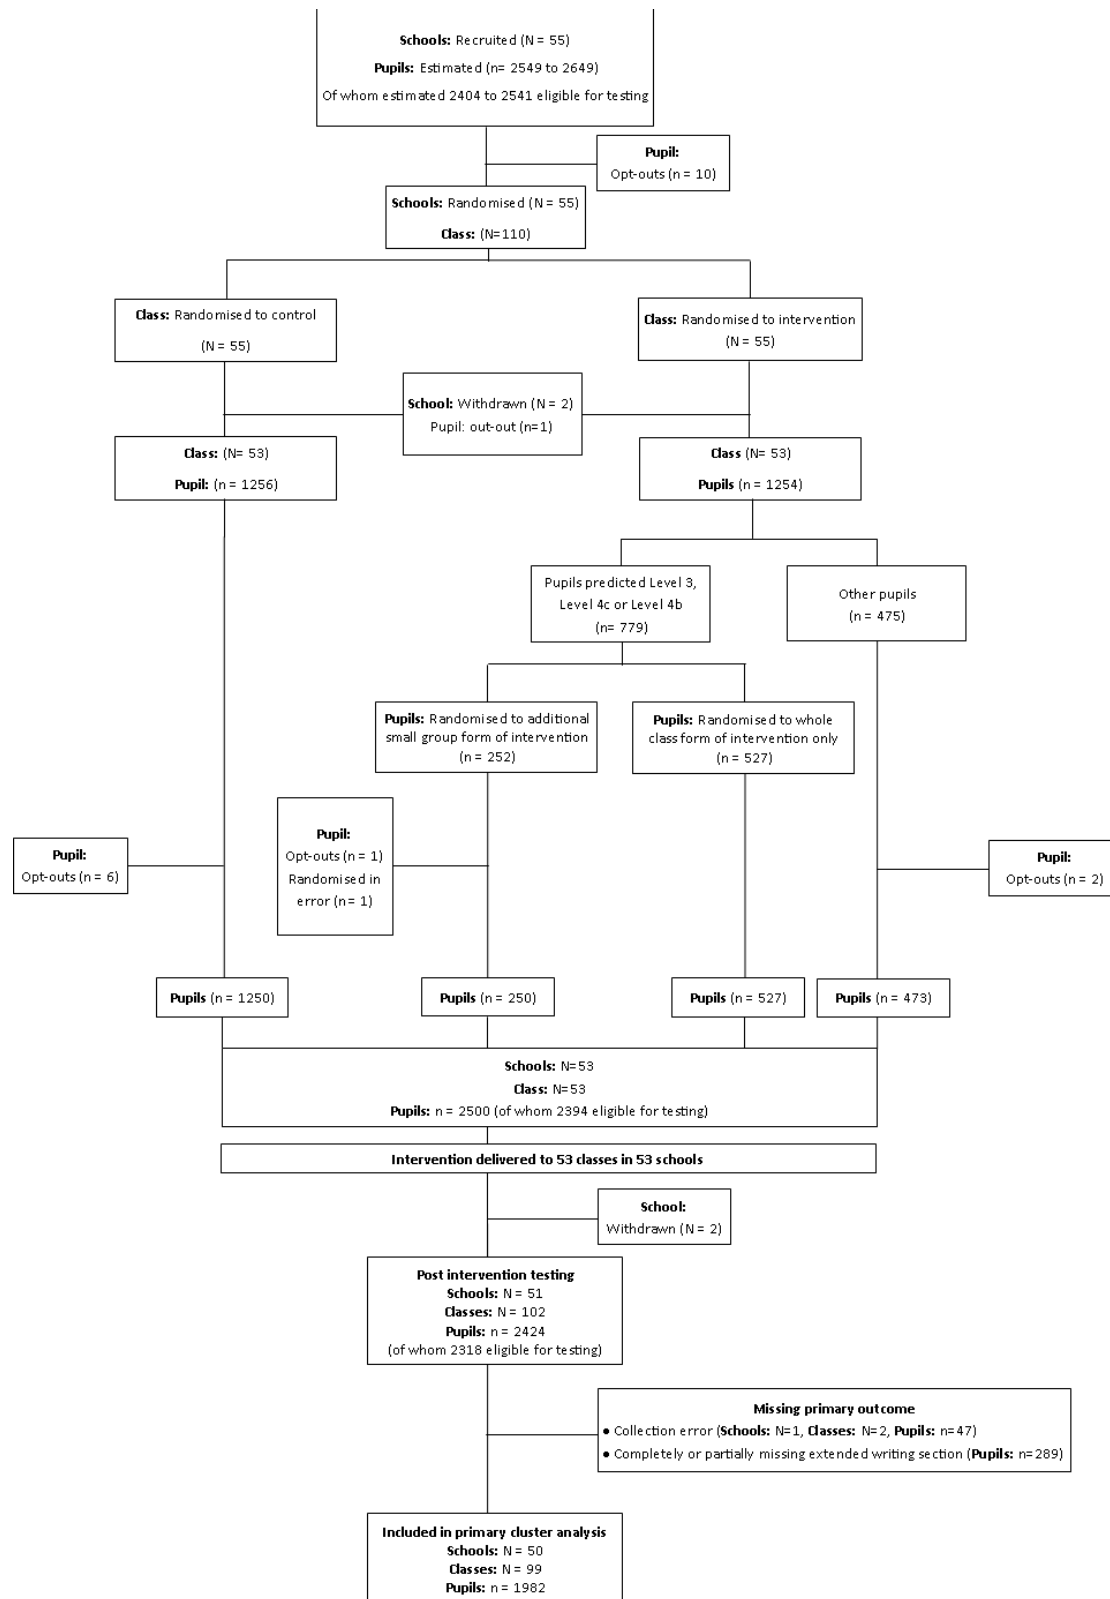 Schools: Recruited (N = 55)
Pupils: Estimated (n= 2549 to 2649)
Of whom estimated 2404 to 2541 eligible for testing
Pupil:
Opt-outs (n = 10)
Schools: Randomised (N = 55)
Class: (N=110)
Class: Randomised to control
(N = 55)
Class: Randomised to intervention
(N = 55)
School: Withdrawn (N = 2)
Pupil: out-out (n=1)
Class: (N= 53)
Pupil: (n = 1256)
Class (N= 53)
Pupils (n = 1254)
Pupils predicted Level 3,
Level 4c or Level 4b
(n= 779)
Other pupils
(n = 475)
Pupils: Randomised to additional
small group form of intervention
(n = 252)
Pupils: Randomised to whole
class form of intervention only
(n = 527)
Pupil:
Opt-outs (n = 6)
Pupil:
Opt-outs (n = 1)
Randomised in
error (n= 1)
Pupil:
Opt-outs (n = 2)
Pupils (n = 1250)
Pupils (n = 250)
Pupils (n = 527)
Pupils (n = 473)
Schools: N=53
Class: N=53
Pupils: n = 2500 (of whom 2394 eligible for testing)
Intervention delivered to 53 classes in 53 schools
School:
Withdrawn (N = 2)
Post intervention testing
Schools: N = 51
Classes: N = 102
Pupils: n = 2424
(of whom 2318 eligible for testing)
Missing primary outcome
● Collection error (Schools: N=1, Classes: N=2, Pupils: n=47)
● Completely or partially missing extended writing section (Pupils: n=289)
Included in primary cluster analysis
Schools: N = 50
Classes: N = 99
Pupils: n = 1982